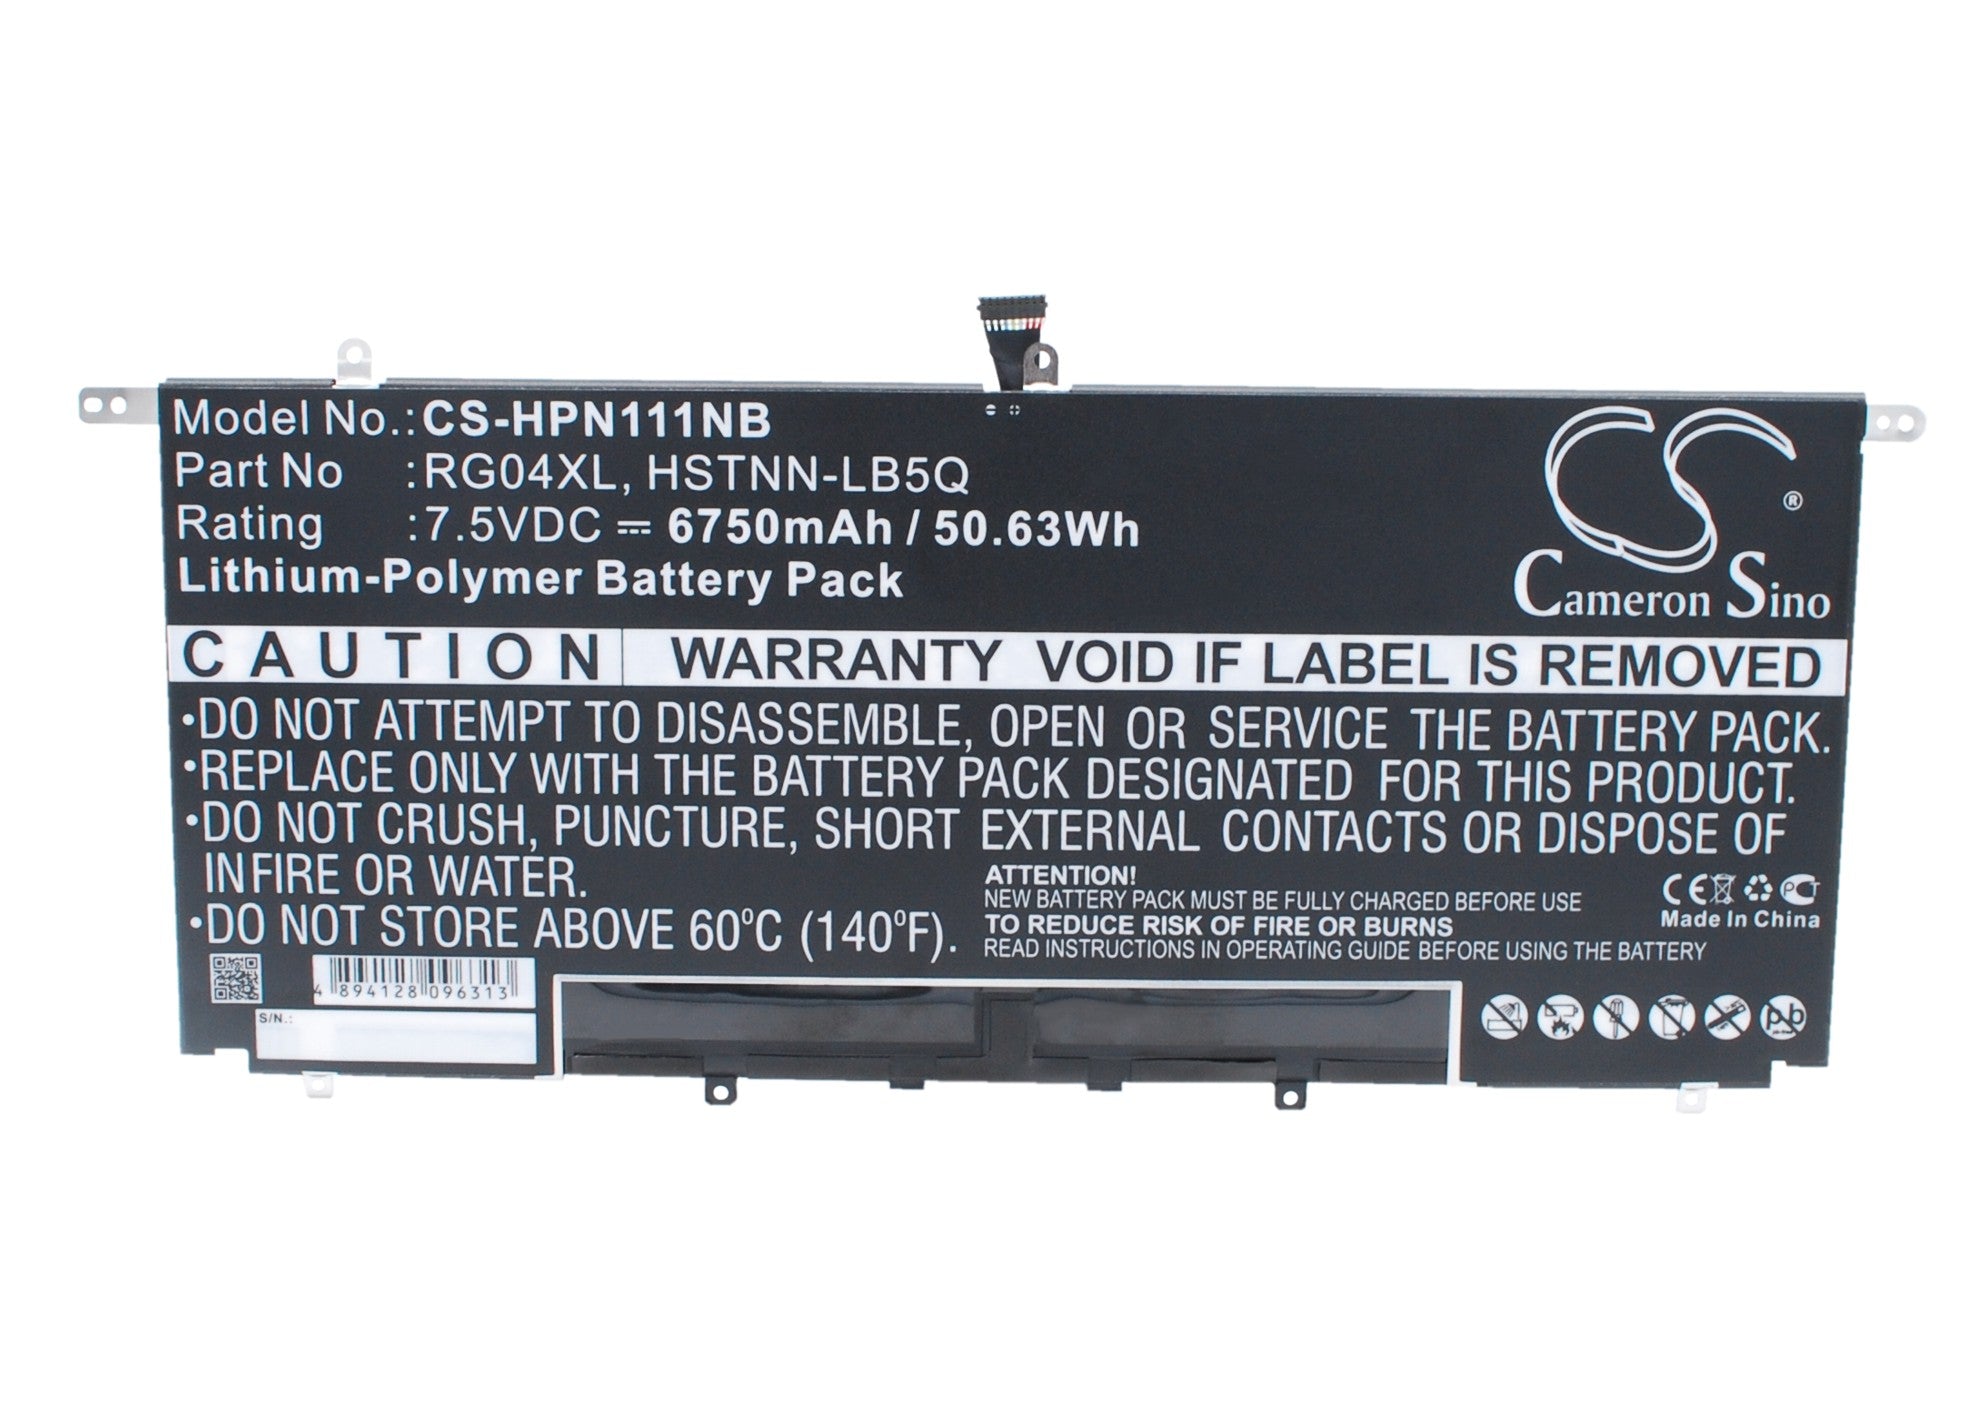 Model No.: CS-HPN111NB
Part No : RG04XL, HSTNN-LB5Q
Rating : 7.5VDC ⎓ 6750mAh / 50.63Wh
Lithium-Polymer Battery Pack
CS ®
Cameron Sino
CAUTION WARRANTY VOID IF LABEL IS REMOVED
•DO NOT ATTEMPT TO DISASSEMBLE, OPEN OR SERVICE THE BATTERY PACK.
•REPLACE ONLY WITH THE BATTERY PACK DESIGNATED FOR THIS PRODUCT.
•DO NOT CRUSH, PUNCTURE, SHORT EXTERNAL CONTACTS OR DISPOSE OF
IN FIRE OR WATER.
•DO NOT STORE ABOVE 60°C (140°F).
ATTENTION!
NEW BATTERY PACK MUST BE FULLY CHARGED BEFORE USE
TO REDUCE RISK OF FIRE OR BURNS
READ INSTRUCTIONS IN OPERATING GUIDE BEFORE USING THE BATTERY
CE PCT
Made In China
4 894128 096313
S/N.:
pb